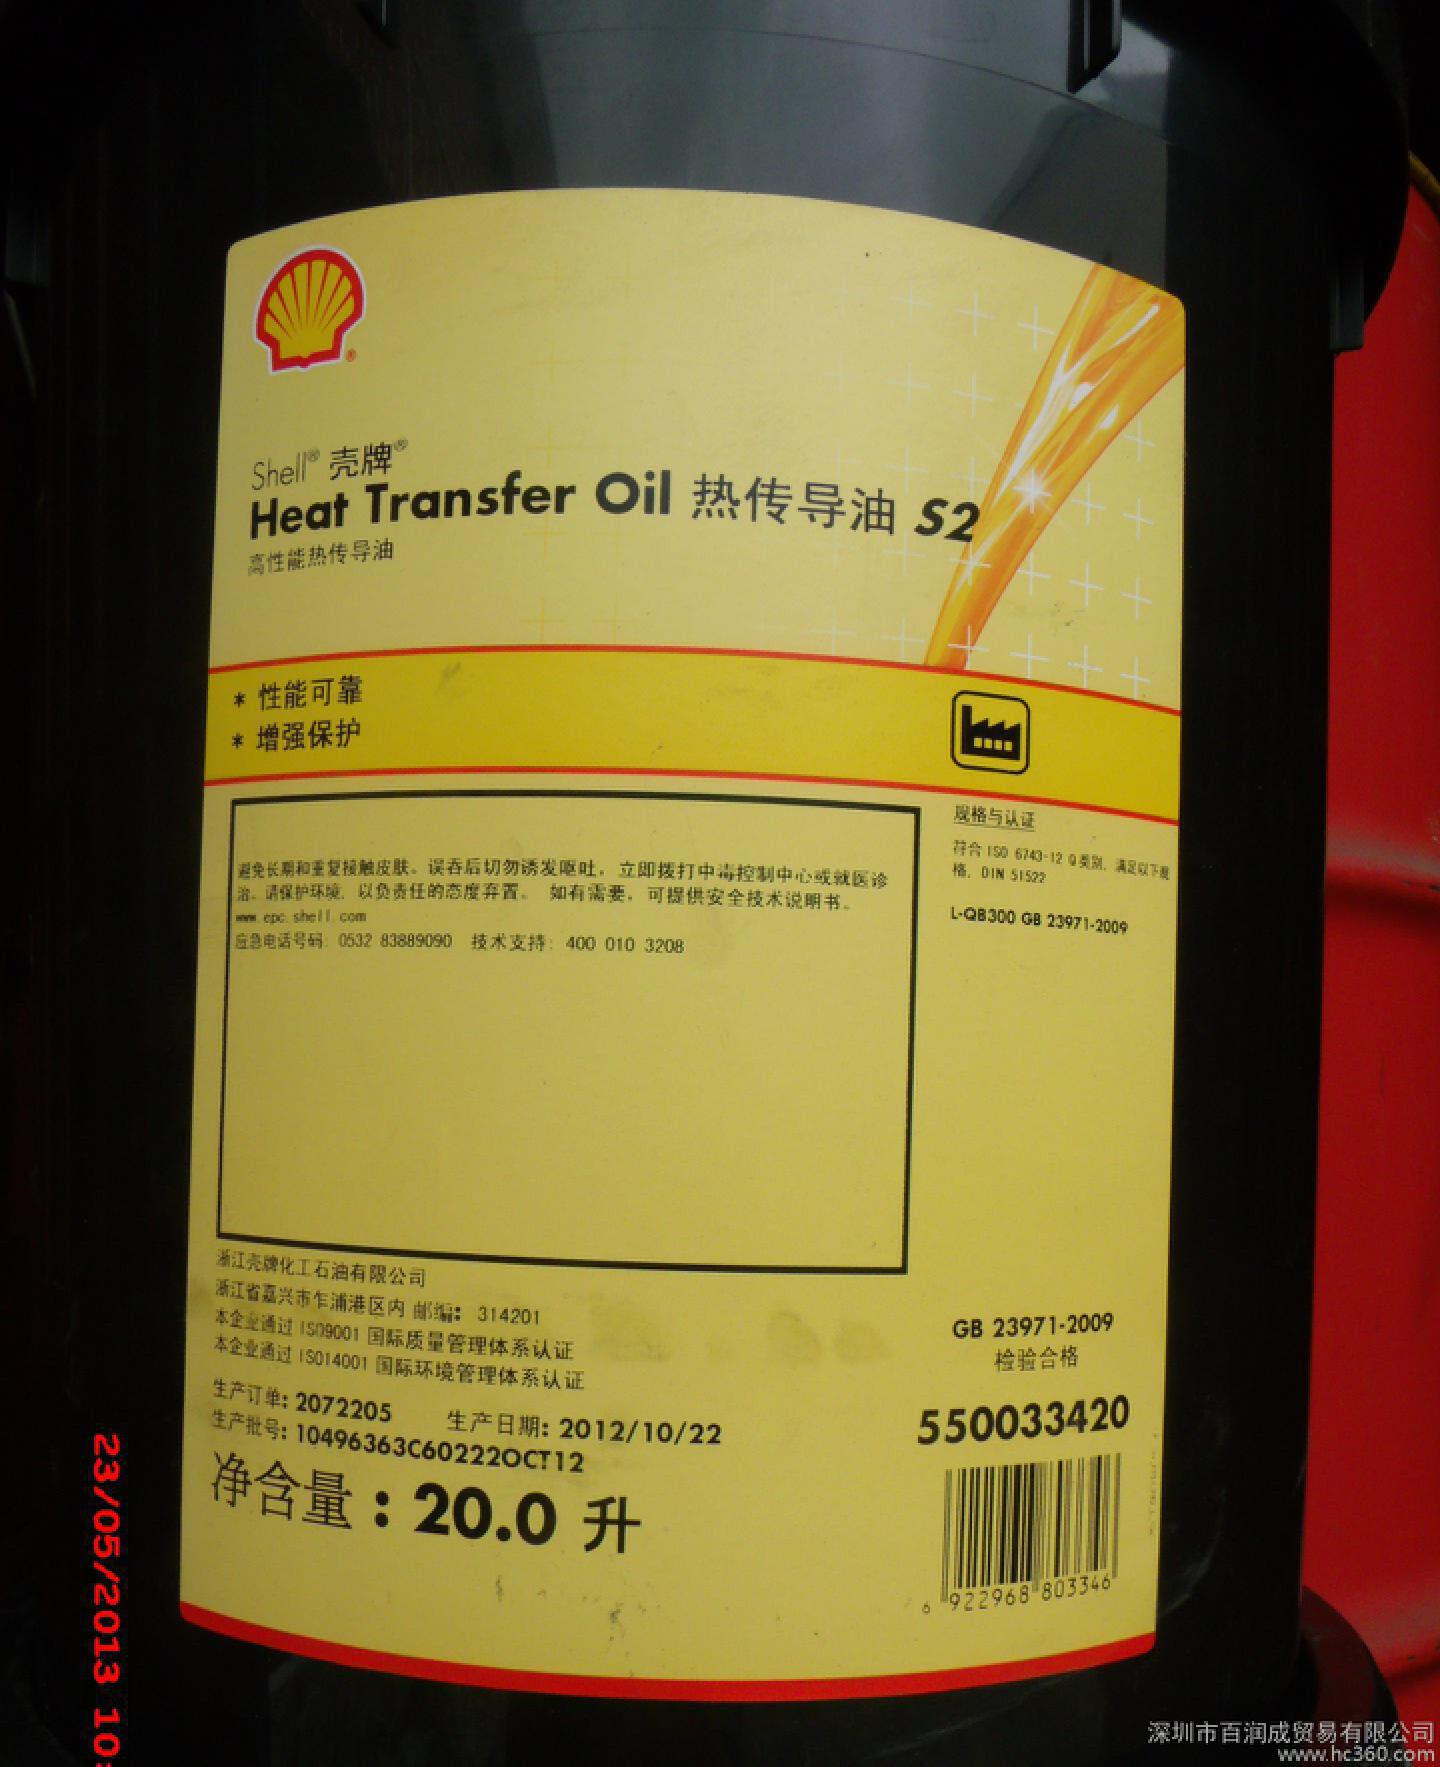 Shell® 壳牌®
Heat Transfer Oil 热传导油 S2
高性能热传导油
* 性能可靠
* 增强保护
规格与认证
符合 ISO 6743-12 Q 类别, 满足以下规
格, DIN 51522
L-QB300 GB 23971-2009
避免长期和重复接触皮肤。误吞后切勿诱发呕吐, 立即拨打中毒控制中心或就医诊
治。请保护环境, 以负责任的态度弃置。 如有需要, 可提供安全技术说明书。
www.epc.shell.com
应急电话号码: 0532 83889090 技术支持: 400 010 3208
浙江壳牌化工石油有限公司
浙江省嘉兴市乍浦港区内 邮编: 314201
本企业通过 ISO9001 国际质量管理体系认证
本企业通过 ISO14001 国际环境管理体系认证
GB 23971-2009
检验合格
生产订单: 2072205 生产日期: 2012/10/22
生产批号: 10496363C60222OCT12
净含量: 20.0 升
550033420
6 922968 803346
23/05/2013 10:
深圳市百润成贸易有限公司
www.hc360.com